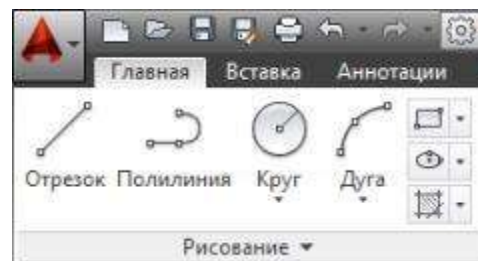 Главная Вставка Аннотации
Отрезок Полилиния Круг Дуга
Рисование